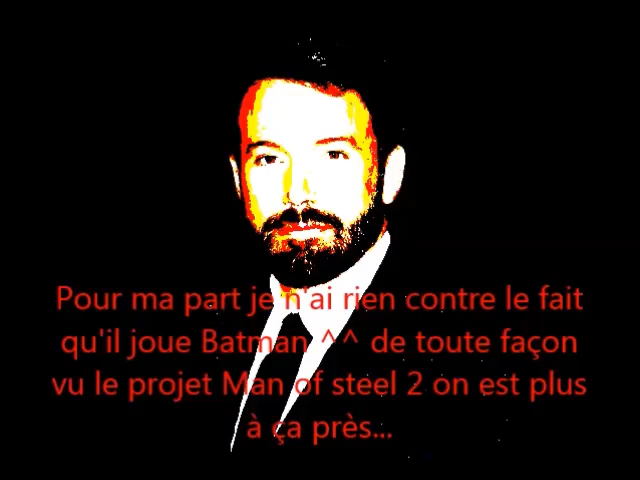 Pour ma part je n'ai rien contre le fait
qu'il joue Batman ^^ de toute façon
vu le projet Man of steel 2 on est plus
à ça près...